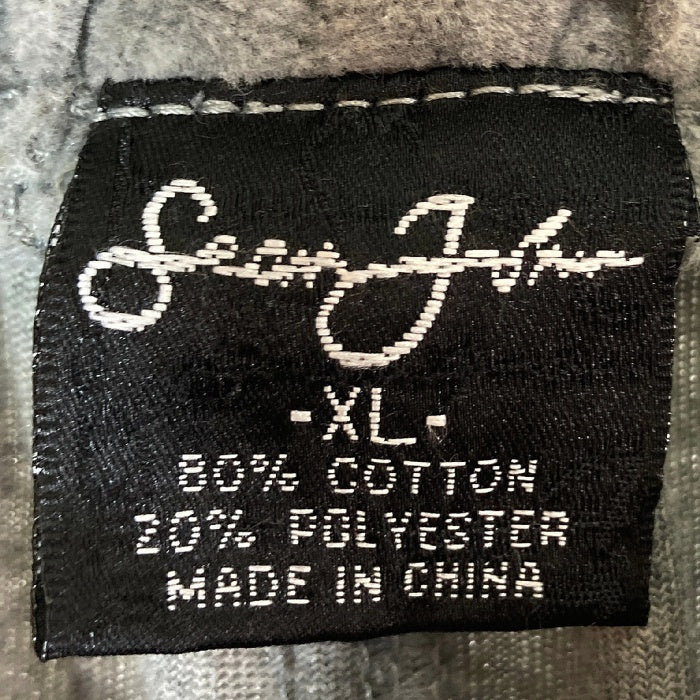 Sean John
-XL-
80% COTTON
20% POLYESTER
MADE IN CHINA